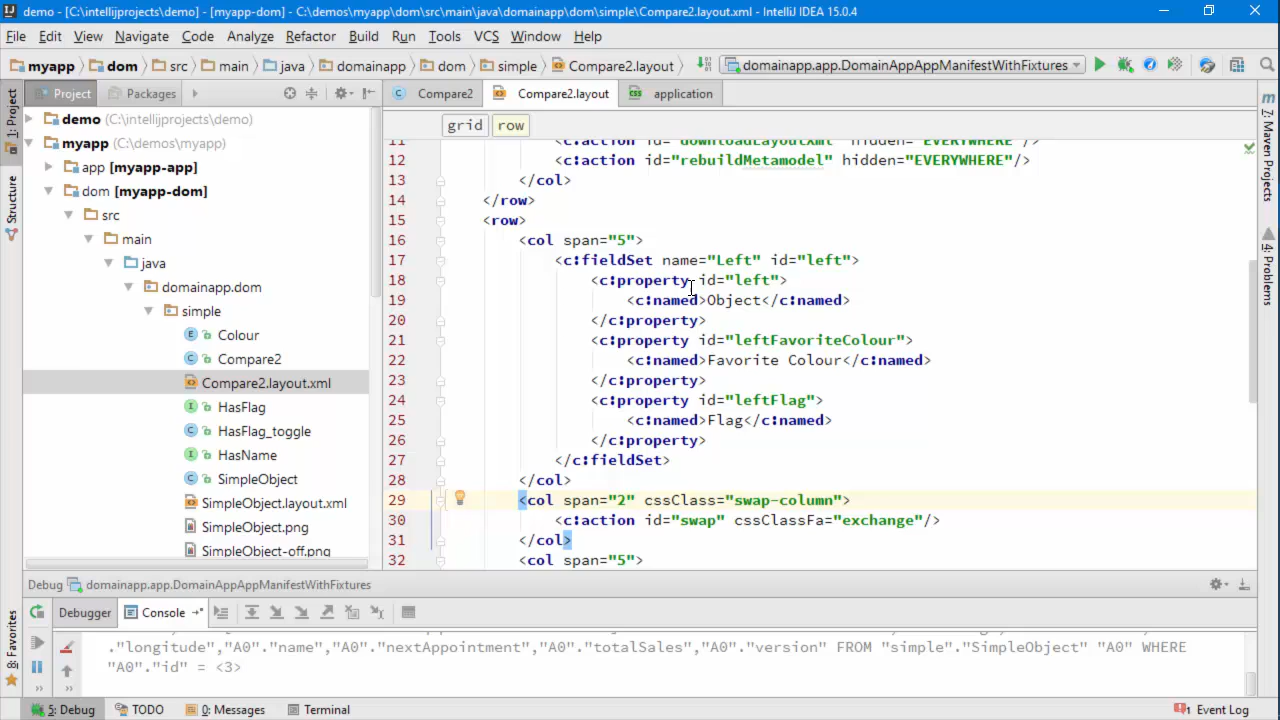 demo - [C:\intellijprojects\demo] - [myapp-dom] - C:\demos\myapp\dom\src\main\java\domainapp\dom\simple\Compare2.layout.xml - IntelliJ IDEA 15.0.4
File Edit View Navigate Code Analyze Refactor Build Run Tools VCS Window Help
myapp dom src main java domainapp dom simple Compare2.layout.xml domainapp.app.DomainAppAppManifestWithFixtures
1: Project
Structure
8: Favorites
Project Packages
demo (C:\intellijprojects\demo)
myapp (C:\demos\myapp)
app [myapp-app]
dom [myapp-dom]
src
main
java
domainapp.dom
simple
Colour
Compare2
Compare2.layout.xml
HasFlag
HasFlag_toggle
HasName
SimpleObject
SimpleObject.layout.xml
SimpleObject.png
SimpleObject-off.png
Compare2 Compare2.layout application
grid row
11 <c:action id="downloadLayoutXml" hidden="EVERYWHERE"/>
12 <c:action id="rebuildMetamodel" hidden="EVERYWHERE"/>
13 </col>
14 </row>
15 <row>
16 <col span="5">
17 <c:fieldSet name="Left" id="left">
18 <c:property id="left">
19 <c:named>Object</c:named>
20 </c:property>
21 <c:property id="leftFavoriteColour">
22 <c:named>Favorite Colour</c:named>
23 </c:property>
24 <c:property id="leftFlag">
25 <c:named>Flag</c:named>
26 </c:property>
27 </c:fieldSet>
28 </col>
29 <col span="2" cssClass="swap-column">
30 <c:action id="swap" cssClassFa="exchange"/>
31 </col>
32 <col span="5">
Maven Projects
4: Problems
Debug domainapp.app.DomainAppAppManifestWithFixtures
Debugger Console
."longitude","A0"."name","A0"."nextAppointment","A0"."totalSales","A0"."version" FROM "simple"."SimpleObject" "A0" WHERE
"A0"."id" = <3>
5: Debug TODO 0: Messages Terminal 1 Event Log